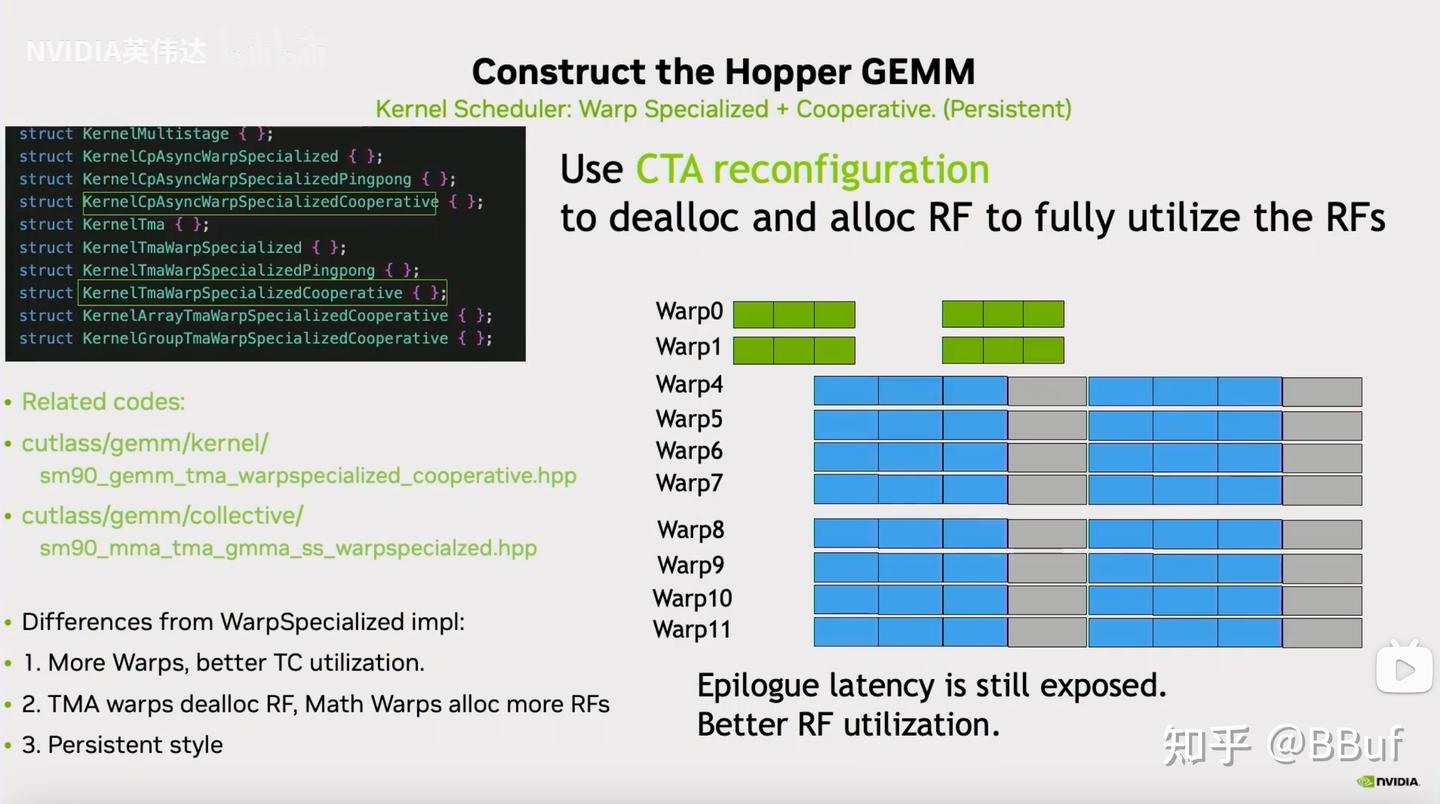 NVIDIA英伟达 bilibili
Construct the Hopper GEMM
Kernel Scheduler: Warp Specialized + Cooperative. (Persistent)
struct KernelMultistage { };
struct KernelCpAsyncWarpSpecialized { };
struct KernelCpAsyncWarpSpecializedPingpong { };
struct KernelCpAsyncWarpSpecializedCooperative { };
struct KernelTma { };
struct KernelTmaWarpSpecialized { };
struct KernelTmaWarpSpecializedPingpong { };
struct KernelTmaWarpSpecializedCooperative { };
struct KernelArrayTmaWarpSpecializedCooperative { };
struct KernelGroupTmaWarpSpecializedCooperative { };
• Related codes:
• cutlass/gemm/kernel/
sm90_gemm_tma_warpspecialized_cooperative.hpp
• cutlass/gemm/collective/
sm90_mma_tma_gmma_ss_warpspecialzed.hpp
• Differences from WarpSpecialized impl:
• 1. More Warps, better TC utilization.
• 2. TMA warps dealloc RF, Math Warps alloc more RFs
• 3. Persistent style
Use CTA reconfiguration
to dealloc and alloc RF to fully utilize the RFs
Warp0
Warp1
Warp4
Warp5
Warp6
Warp7
Warp8
Warp9
Warp10
Warp11
Epilogue latency is still exposed.
Better RF utilization.
知乎 @BBuf
NVIDIA.